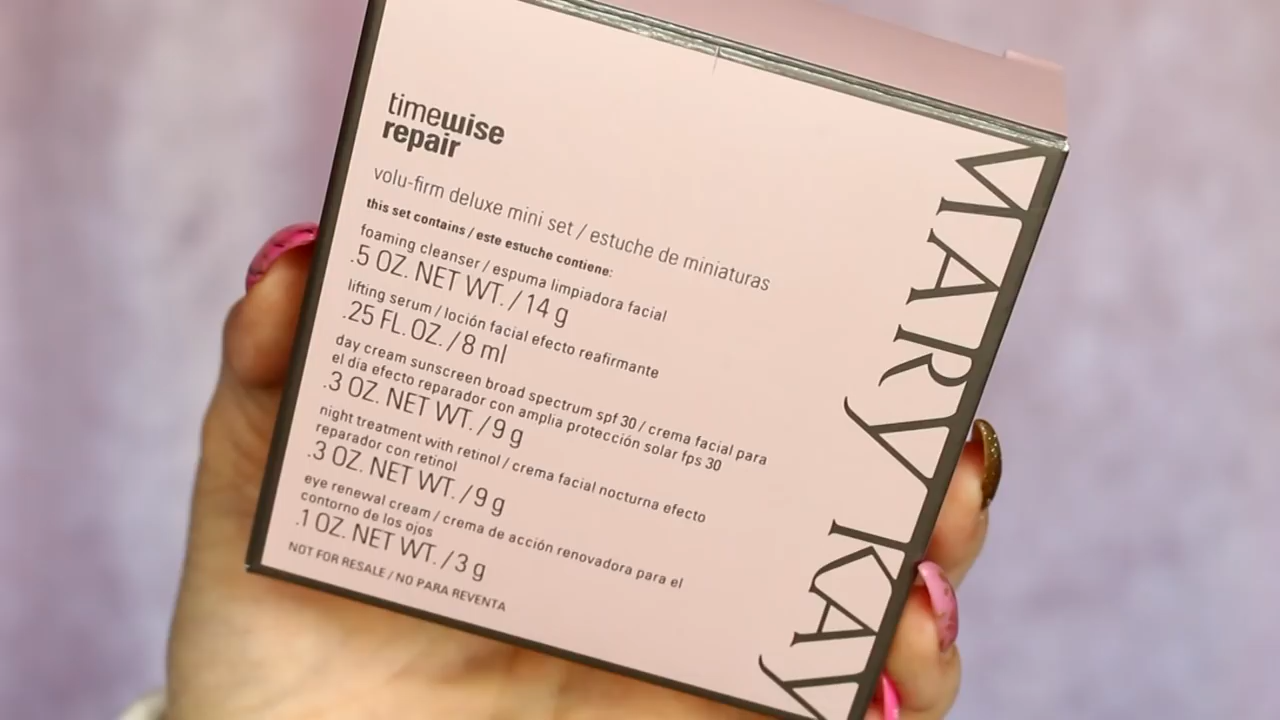 timewise
repair
volu-firm deluxe mini set / estuche de miniaturas
this set contains / este estuche contiene:
foaming cleanser / espuma limpiadora facial
.5 OZ. NET WT. / 14 g
lifting serum / loción facial efecto reafirmante
.25 FL. OZ. / 8 ml
day cream sunscreen broad spectrum spf 30 / crema facial para
el día efecto reparador con amplia protección solar fps 30
.3 OZ. NET WT. / 9 g
night treatment with retinol / crema facial nocturna efecto
reparador con retinol
.3 OZ. NET WT. / 9 g
eye renewal cream / crema de acción renovadora para el
contorno de los ojos
.1 OZ. NET WT. / 3 g
NOT FOR RESALE / NO PARA REVENTA
MARY KAY